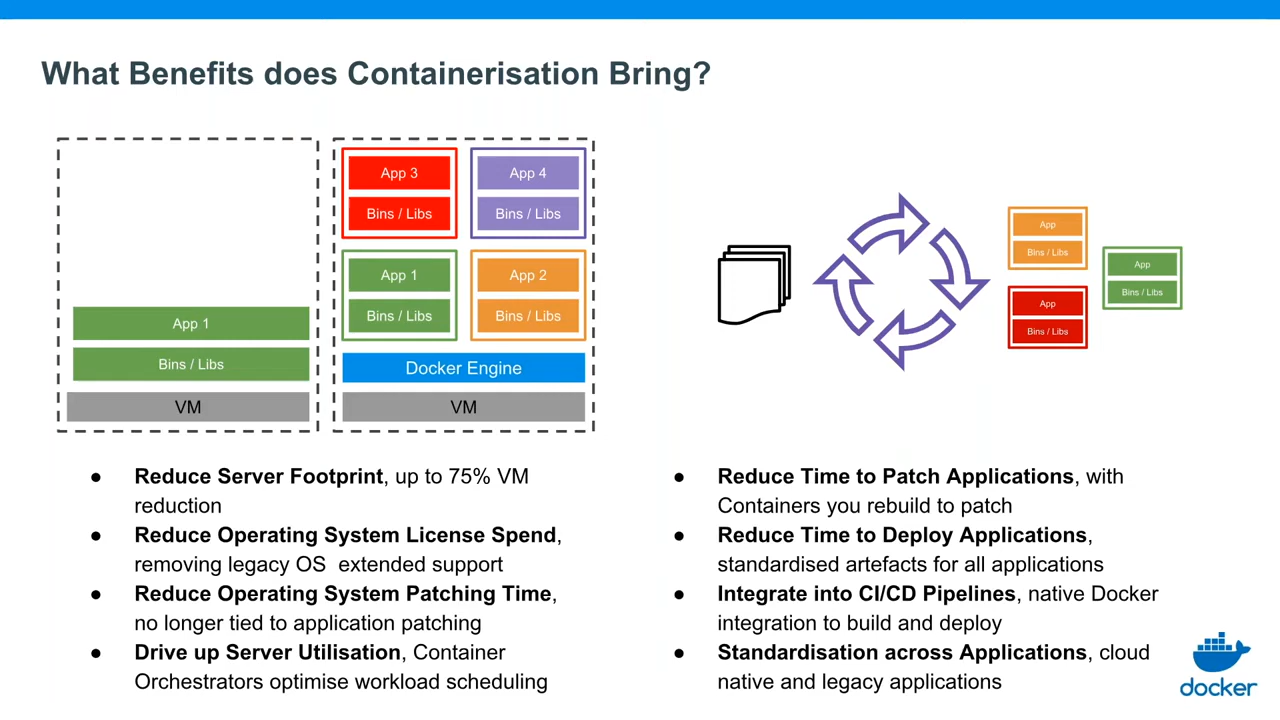 What Benefits does Containerisation Bring?
App 3
App 4
Bins / Libs
Bins / Libs
App 1
App 2
Bins / Libs
Bins / Libs
App 1
Bins / Libs
VM
Docker Engine
VM
App
Bins / Libs
App
Bins / Libs
App
Bins / Libs
● Reduce Server Footprint, up to 75% VM
reduction
● Reduce Operating System License Spend,
removing legacy OS  extended support
● Reduce Operating System Patching Time,
no longer tied to application patching
● Drive up Server Utilisation, Container
Orchestrators optimise workload scheduling
● Reduce Time to Patch Applications, with
Containers you rebuild to patch
● Reduce Time to Deploy Applications,
standardised artefacts for all applications
● Integrate into CI/CD Pipelines, native Docker
integration to build and deploy
● Standardisation across Applications, cloud
native and legacy applications
docker